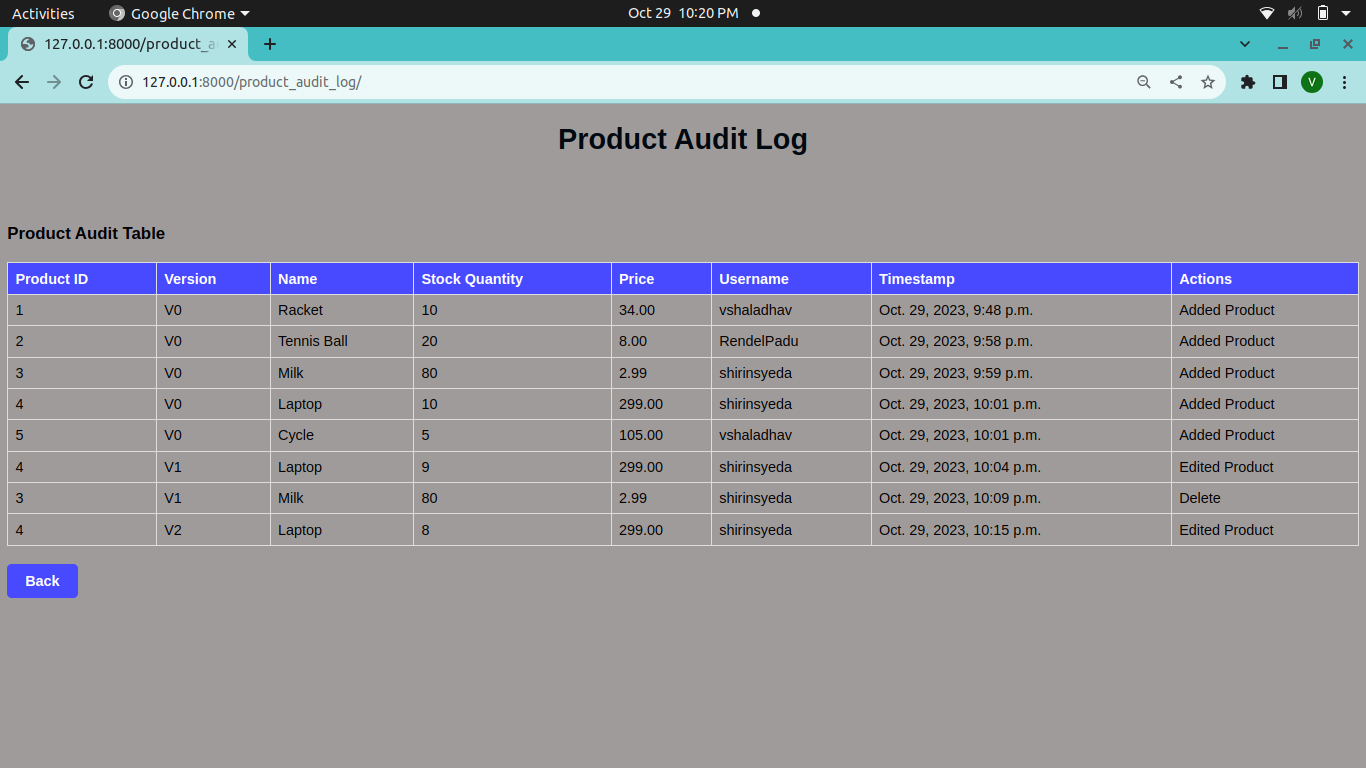 Activities Google Chrome Oct 29 10:20 PM
127.0.0.1:8000/product_a
127.0.0.1:8000/product_audit_log/ V
Product Audit Log
Product Audit Table
Product ID Version Name Stock Quantity Price Username Timestamp Actions
1 V0 Racket 10 34.00 vshaladhav Oct. 29, 2023, 9:48 p.m. Added Product
2 V0 Tennis Ball 20 8.00 RendelPadu Oct. 29, 2023, 9:58 p.m. Added Product
3 V0 Milk 80 2.99 shirinsyeda Oct. 29, 2023, 9:59 p.m. Added Product
4 V0 Laptop 10 299.00 shirinsyeda Oct. 29, 2023, 10:01 p.m. Added Product
5 V0 Cycle 5 105.00 vshaladhav Oct. 29, 2023, 10:01 p.m. Added Product
4 V1 Laptop 9 299.00 shirinsyeda Oct. 29, 2023, 10:04 p.m. Edited Product
3 V1 Milk 80 2.99 shirinsyeda Oct. 29, 2023, 10:09 p.m. Delete
4 V2 Laptop 8 299.00 shirinsyeda Oct. 29, 2023, 10:15 p.m. Edited Product
Back